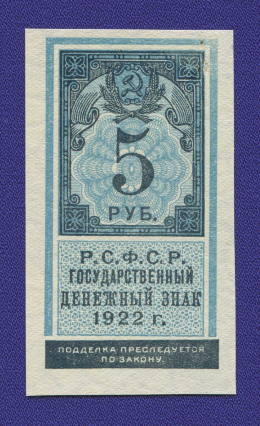 5
РУБ.
Р.С.Ф.С.Р.
ГОСУДАРСТВЕННЫЙ
ДЕНЕЖНЫЙ ЗНАК
1922 г.
ПОДДЕЛКА ПРЕСЛЕДУЕТСЯ
ПО ЗАКОНУ.